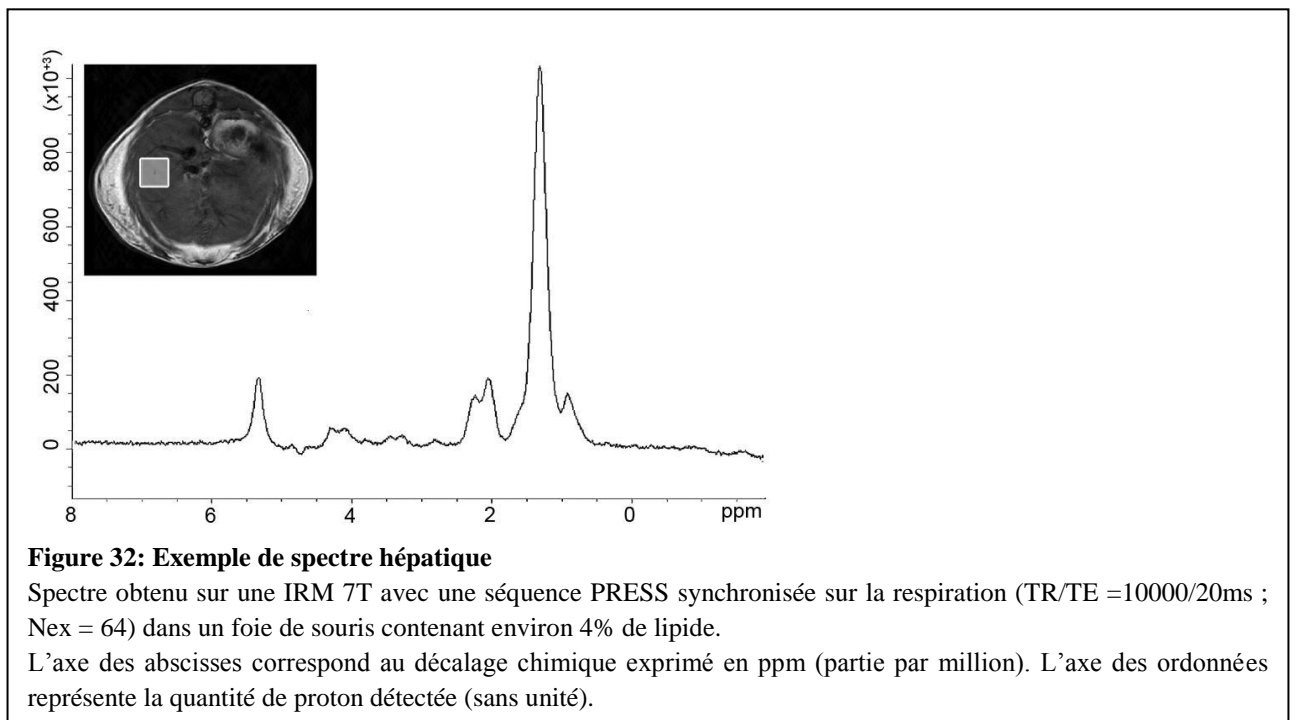 (x10⁺³)
800
600
400
200
0
8 6 4 2 0 ppm
Figure 32: Exemple de spectre hépatique
Spectre obtenu sur une IRM 7T avec une séquence PRESS synchronisée sur la respiration (TR/TE =10000/20ms ;
Nex = 64) dans un foie de souris contenant environ 4% de lipide.
L’axe des abscisses correspond au décalage chimique exprimé en ppm (partie par million). L’axe des ordonnées
représente la quantité de proton détectée (sans unité).